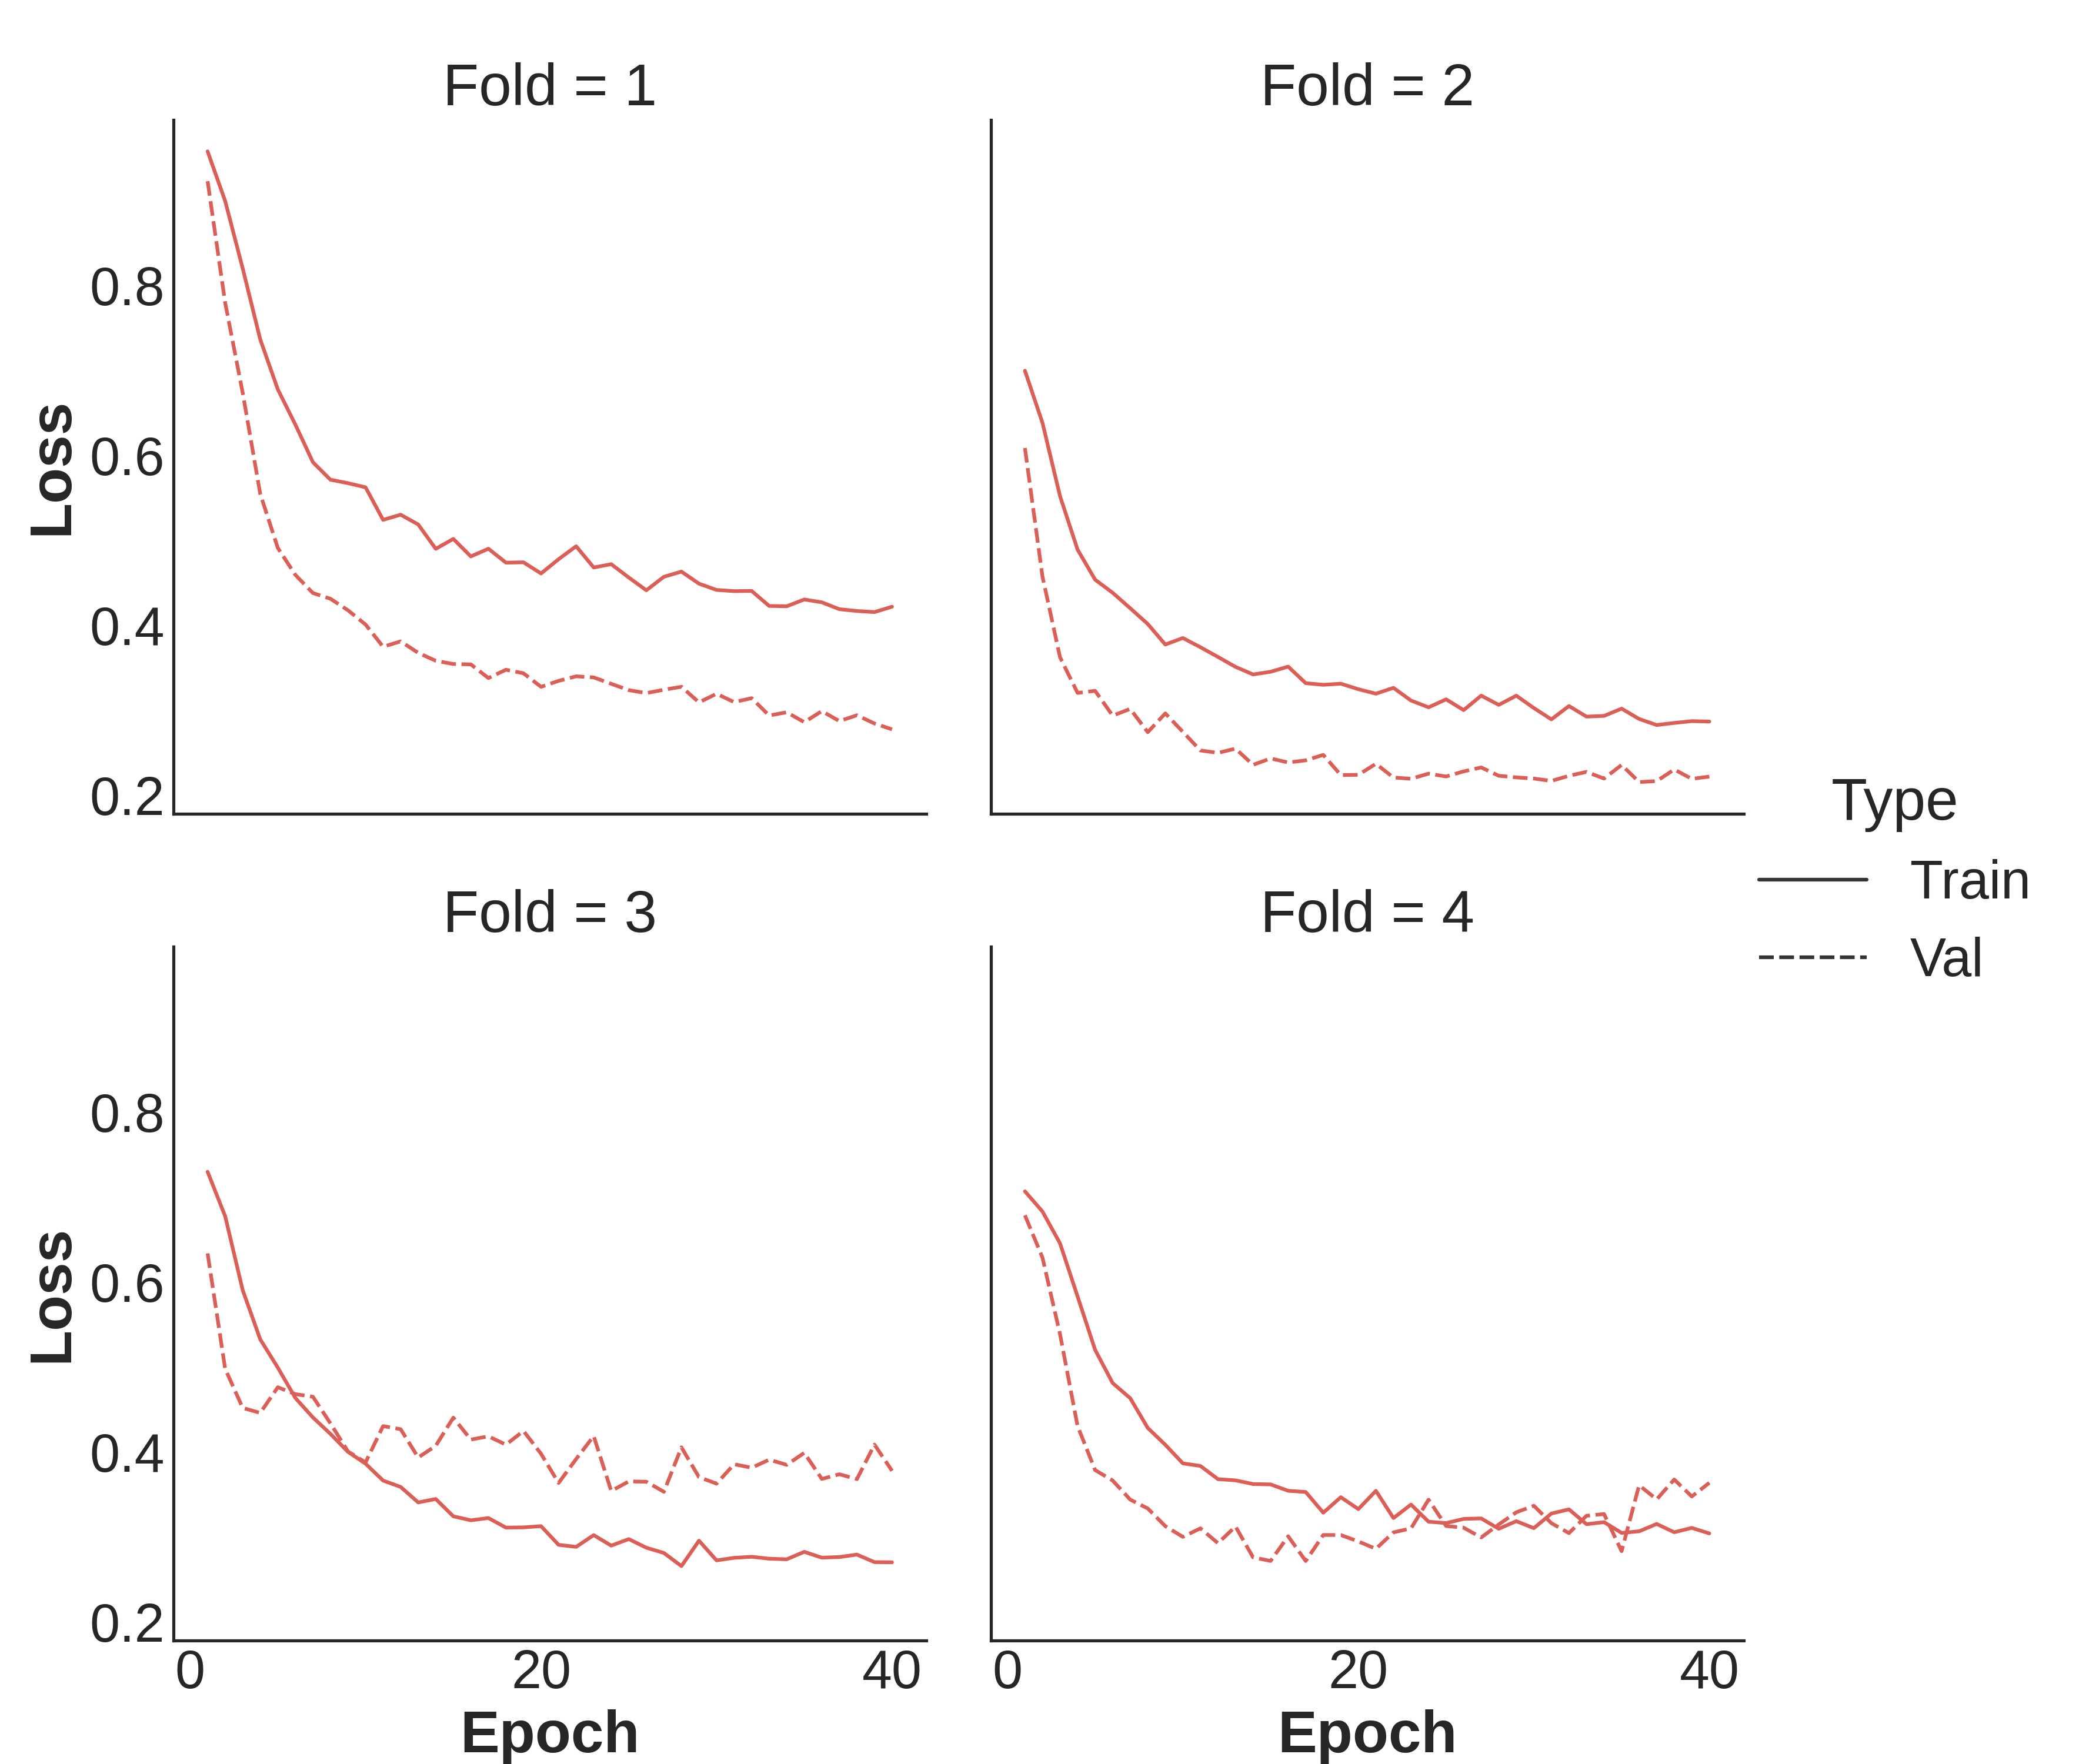 Fold = 1
Fold = 2
Loss
0.8
0.6
0.4
0.2
Type
Train
Val
Fold = 3
Fold = 4
Loss
0.8
0.6
0.4
0.2
0 20 40
0 20 40
Epoch
Epoch